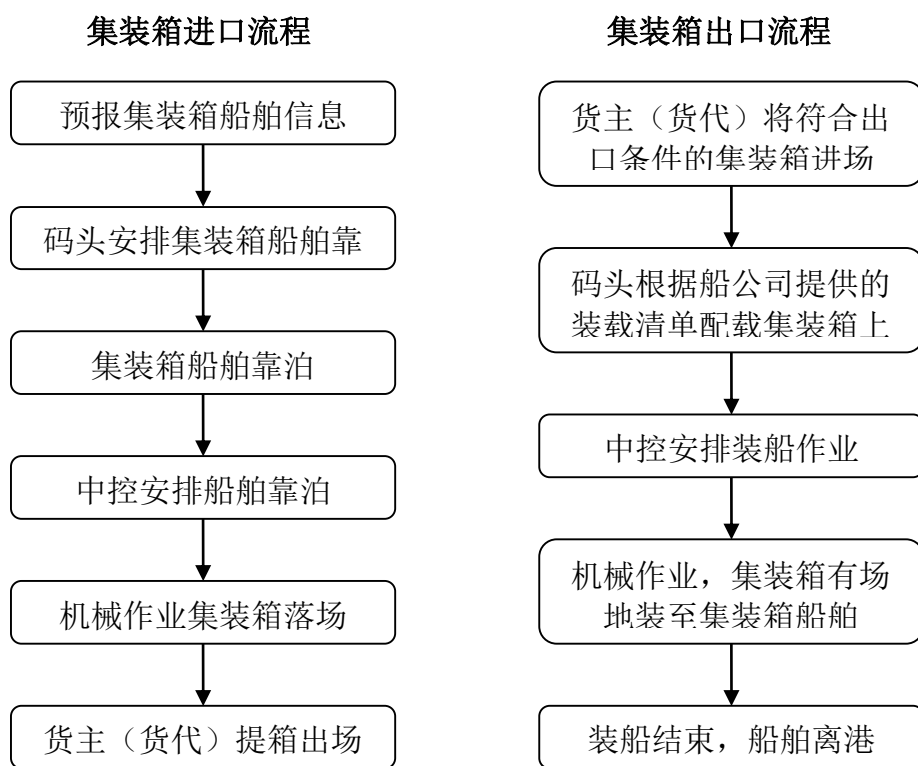 集装箱进口流程
预报集装箱船舶信息
码头安排集装箱船舶靠
集装箱船舶靠泊
中控安排船舶靠泊
机械作业集装箱落场
货主（货代）提箱出场
集装箱出口流程
货主（货代）将符合出
口条件的集装箱进场
码头根据船公司提供的
装载清单配载集装箱上
中控安排装船作业
机械作业，集装箱有场
地装至集装箱船舶
装船结束，船舶离港